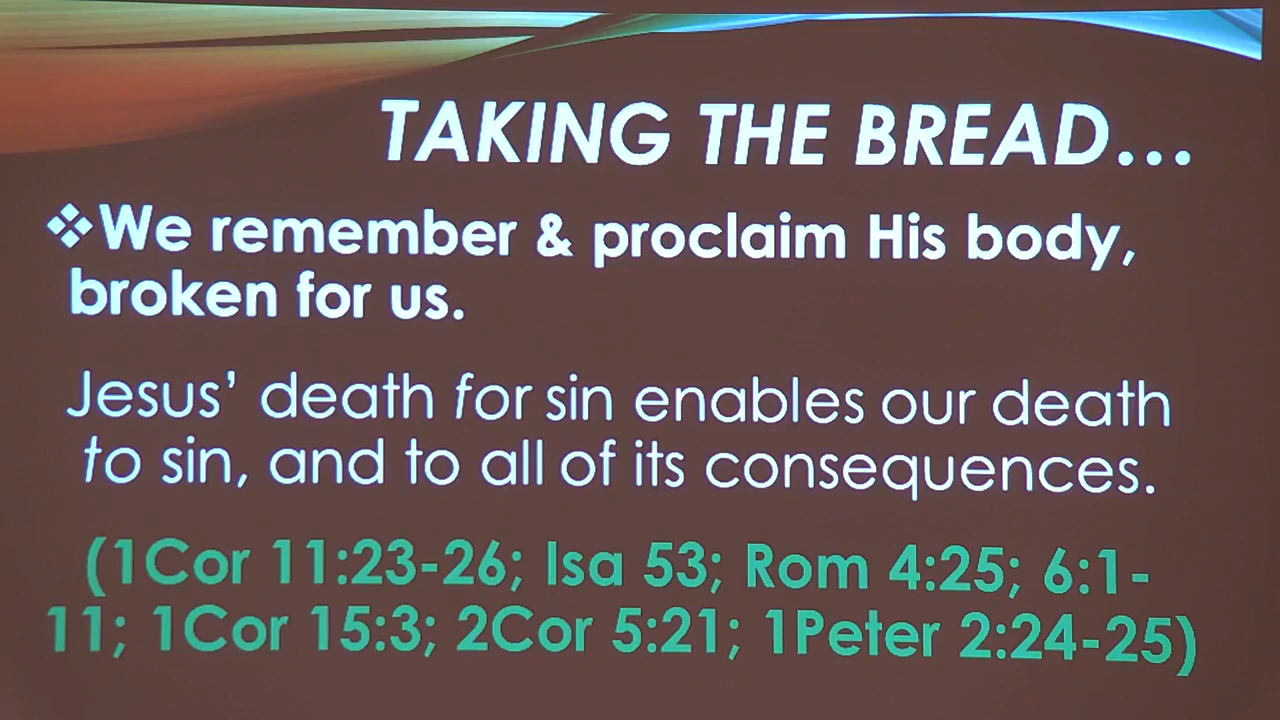 TAKING THE BREAD...
❖We remember & proclaim His body,
broken for us.
Jesus’ death for sin enables our death
to sin, and to all of its consequences.
(1Cor 11:23-26; Isa 53; Rom 4:25; 6:1-
11; 1Cor 15:3; 2Cor 5:21; 1Peter 2:24-25)